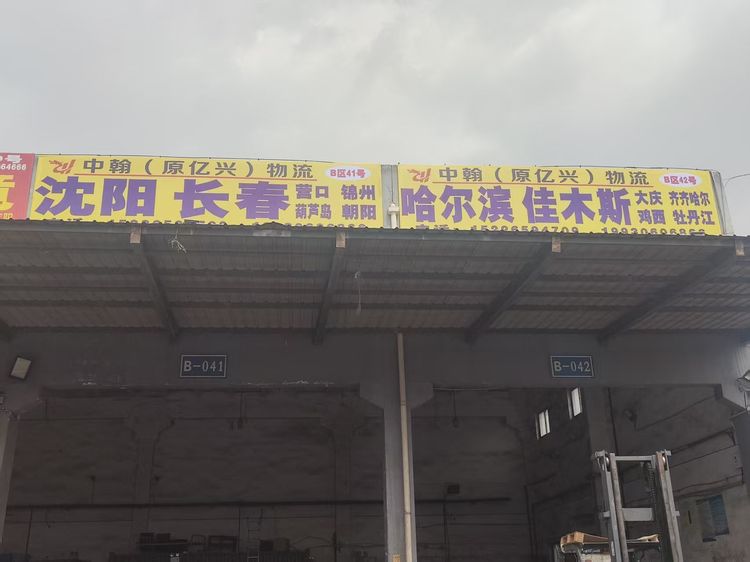 中翰（原亿兴）物流 B区41号
沈阳 长春 营口 锦州
葫芦岛 朝阳
中翰（原亿兴）物流 B区42号
哈尔滨 佳木斯 大庆 齐齐哈尔
鸡西 牡丹江
B-041
B-042